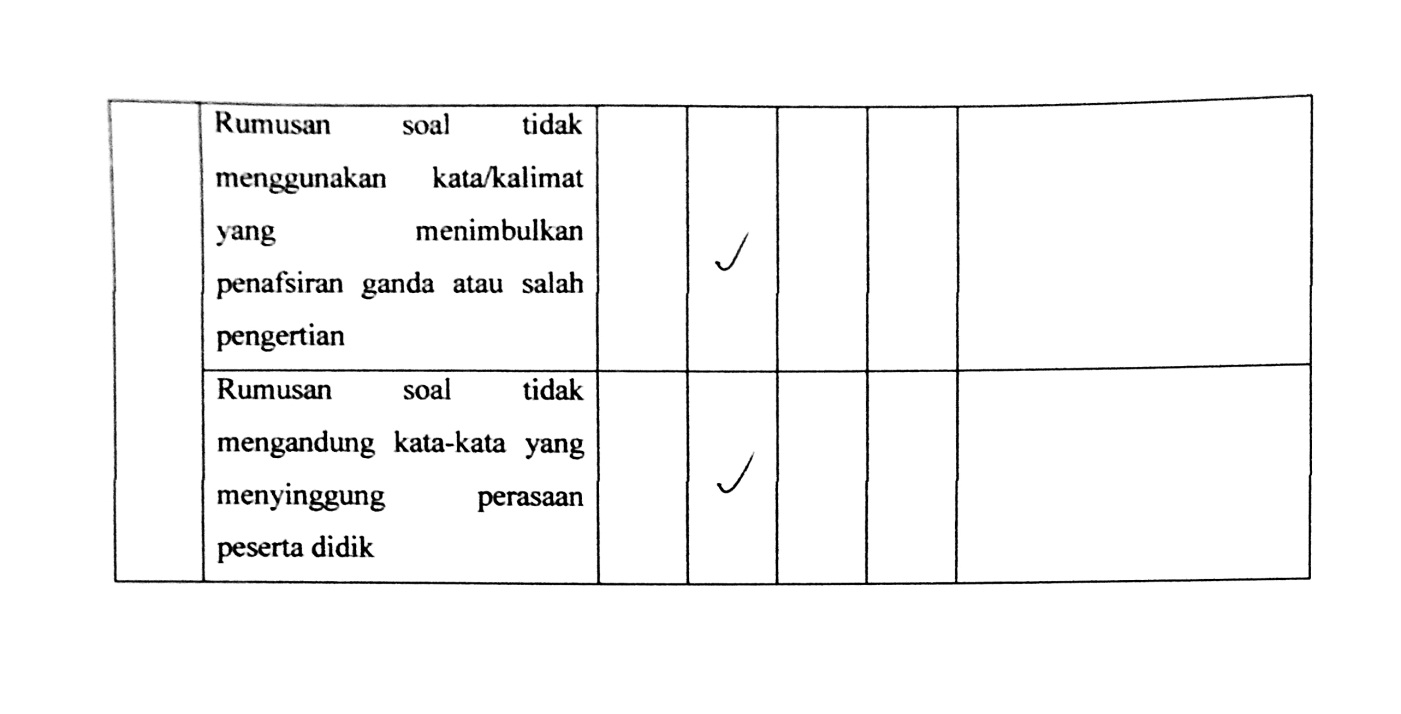 Rumusan soal tidak
menggunakan kata/kalimat
yang menimbulkan
penafsiran ganda atau salah
pengertian
Rumusan soal tidak
mengandung kata-kata yang
menyinggung perasaan
peserta didik